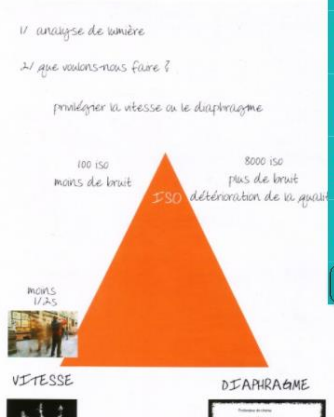 1/ analyse de lumière
2/ que voulons-nous faire ?
privilégier la vitesse ou le diaphragme
100 iso
moins de bruit
8000 iso
plus de bruit
détérioration de la qualit
ISO
moins
1/25
VITESSE
DIAPHRAGME